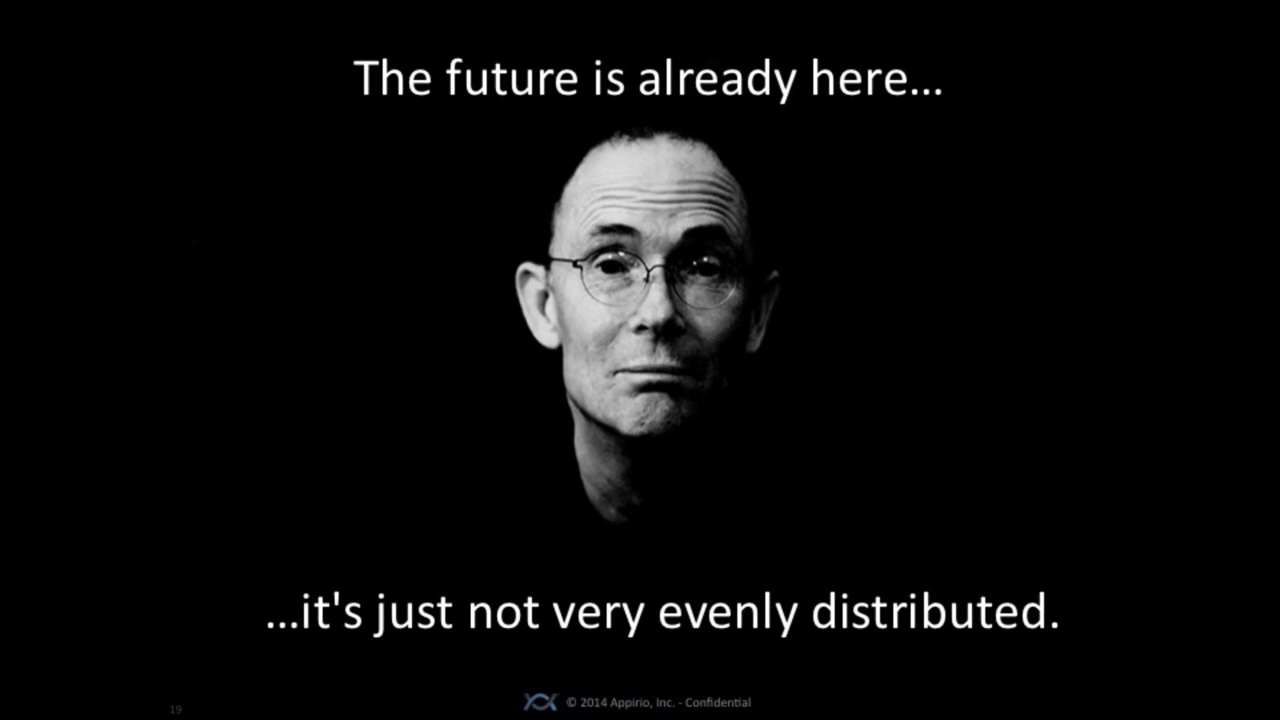 The future is already here...
...it's just not very evenly distributed.
19
© 2014 Appirio, Inc. - Confidential